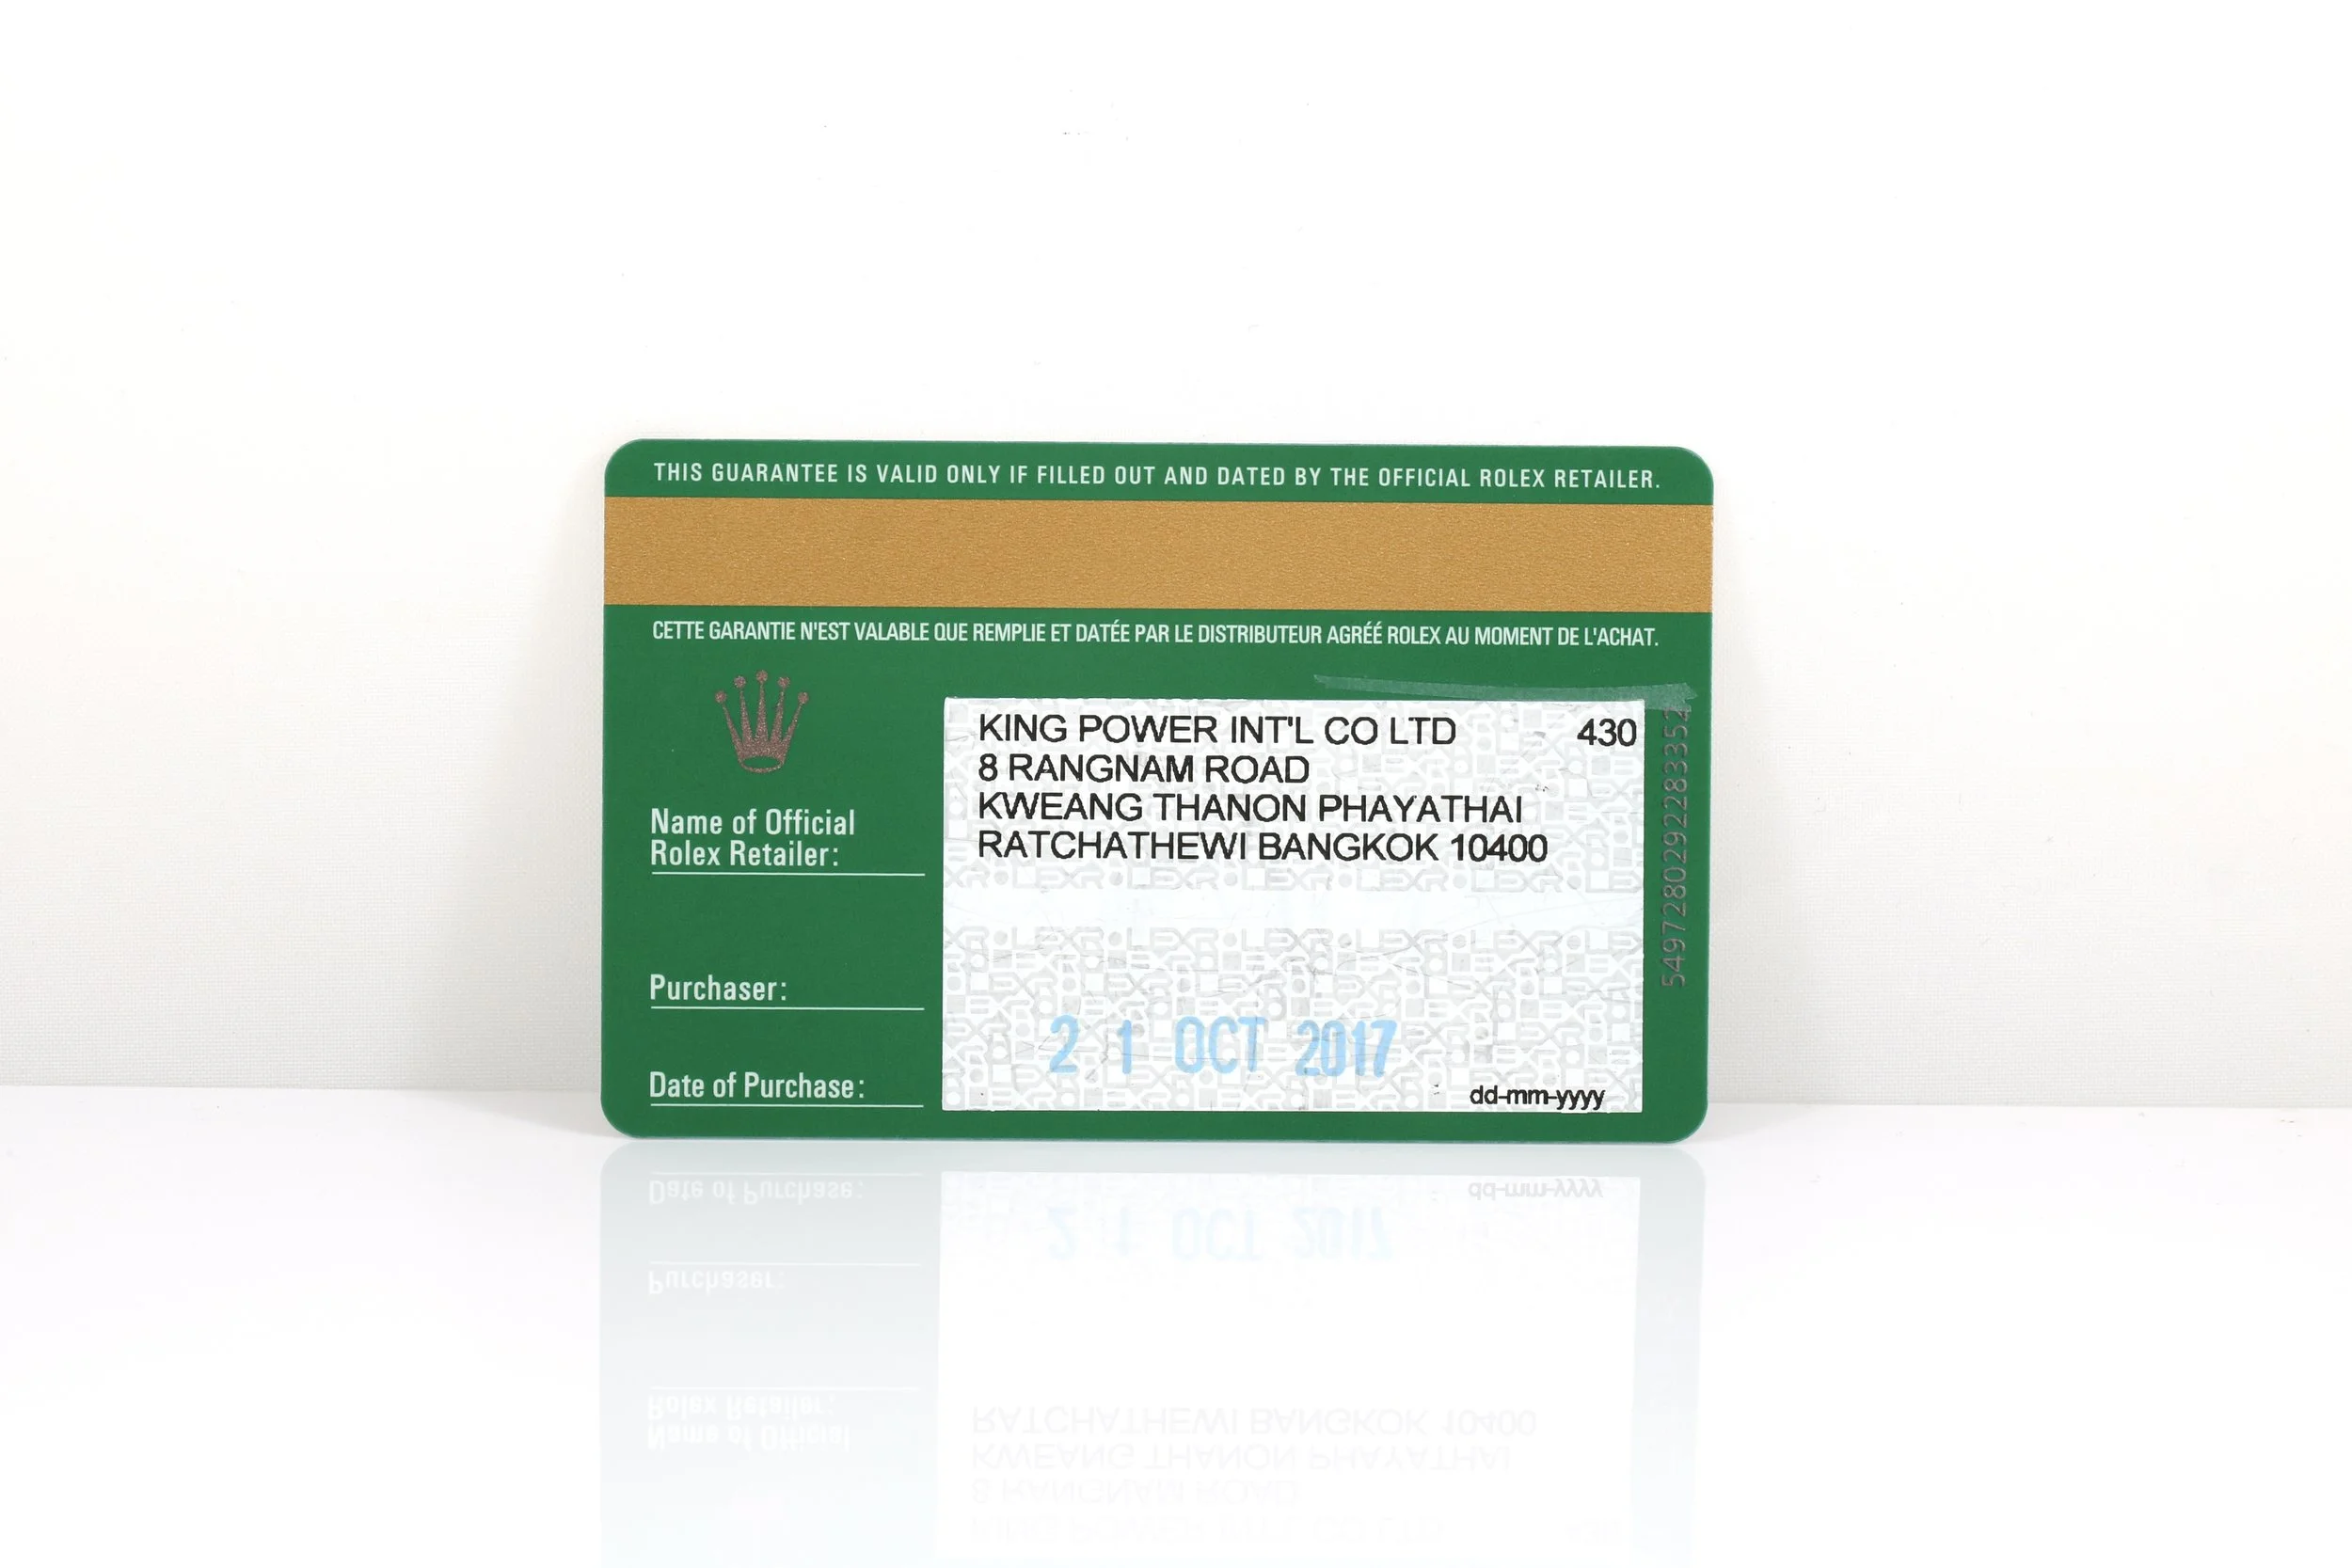 THIS GUARANTEE IS VALID ONLY IF FILLED OUT AND DATED BY THE OFFICIAL ROLEX RETAILER.
CETTE GARANTIE N'EST VALABLE QUE REMPLIE ET DATÉE PAR LE DISTRIBUTEUR AGRÉÉ ROLEX AU MOMENT DE L'ACHAT.
KING POWER INT'L CO LTD 430
8 RANGNAM ROAD
KWEANG THANON PHAYATHAI
RATCHATHEWI BANGKOK 10400
Name of Official
Rolex Retailer:
Purchaser:
21 OCT 2017
Date of Purchase:
dd-mm-yyyy
5497280292283352